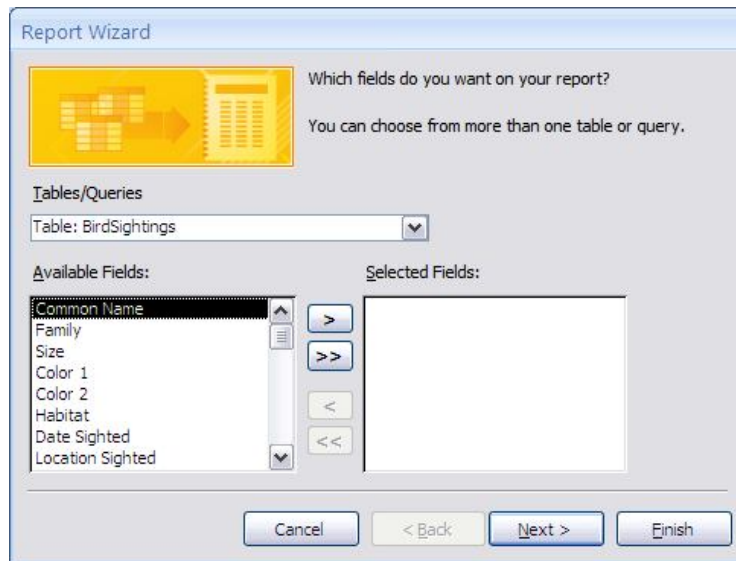 Report Wizard
Which fields do you want on your report?
You can choose from more than one table or query.
Tables/Queries
Table: BirdSightings
Available Fields:
Selected Fields:
Common Name
Family
Size
Color 1
Color 2
Habitat
Date Sighted
Location Sighted
>
>>
<
<<
Cancel
< Back
Next >
Finish